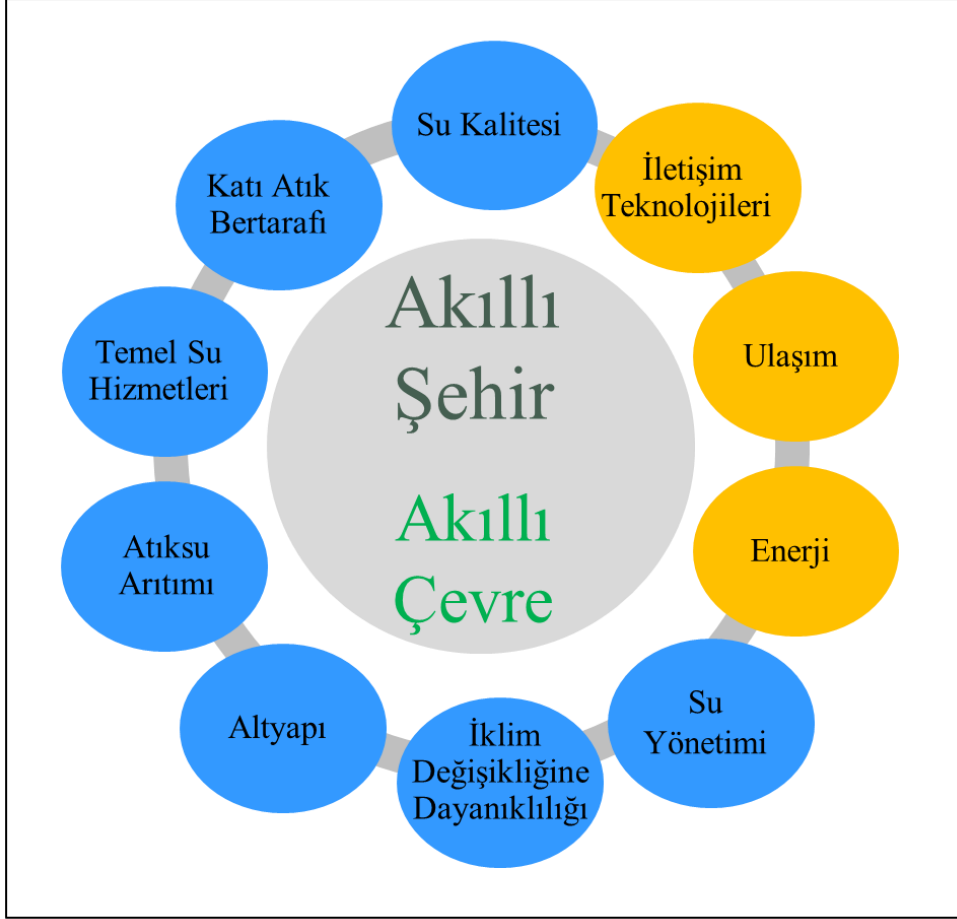 Su Kalitesi
İletişim
Teknolojileri
Ulaşım
Enerji
Su
Yönetimi
İklim
Değişikliğine
Dayanıklılığı
Altyapı
Atıksu
Arıtımı
Temel Su
Hizmetleri
Katı Atık
Bertarafı
Akıllı
Şehir
Akıllı
Çevre